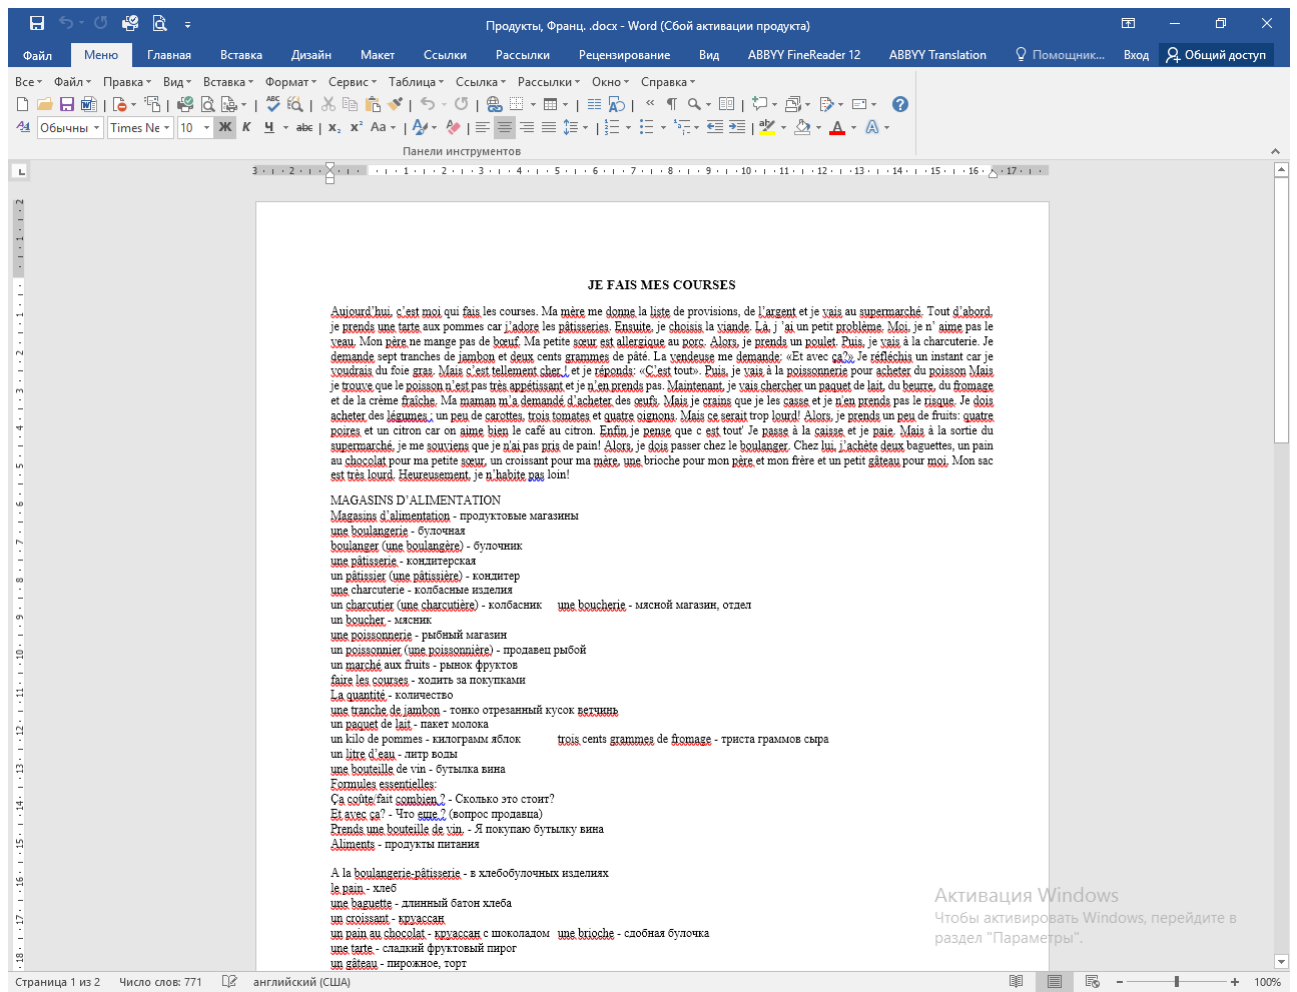 Продукты, Франц. .docx - Word (Сбой активации продукта)
Файл Меню Главная Вставка Дизайн Макет Ссылки Рассылки Рецензирование Вид ABBYY FineReader 12 ABBYY Translation Помощник... Вход Общий доступ
Все Файл Правка Вид Вставка Формат Сервис Таблица Ссылка Рассылки Окно Справка
Обычны Times Ne 10 Ж К Ч abc x₂ x² Aa
Панели инструментов
3 2 1 1 2 3 4 5 6 7 8 9 10 11 12 13 14 15 16 17
JE FAIS MES COURSES
Aujourd’hui, c’est moi qui fais les courses. Ma mère me donne la liste de provisions, de l’argent et je vais au supermarché. Tout d’abord,
je prends une tarte aux pommes car j’adore les pâtisseries. Ensuite, je choisis la viande. Là, j ’ai un petit problème. Moi, je n’ aime pas le
veau. Mon père ne mange pas de bœuf. Ma petite sœur est allergique au porc. Alors, je prends un poulet. Puis, je vais à la charcuterie. Je
demande sept tranches de jambon et deux cents grammes de pâté. La vendeuse me demande: «Et avec ça?» Je réfléchis un instant car je
voudrais du foie gras. Mais c’est tellement cher ! et je réponds: «C’est tout». Puis, je vais à la poissonnerie pour acheter du poisson Mais
je trouve que le poisson n’est pas très appétissant et je n’en prends pas. Maintenant, je vais chercher un paquet de lait, du beurre, du fromage
et de la crème fraîche. Ma maman m’a demandé d’acheter des œufs. Mais je crains que je les casse et je n'en prends pas le risque. Je dois
acheter des légumes : un peu de carottes, trois tomates et quatre oignons. Mais ce serait trop lourd! Alors, je prends un peu de fruits: quatre
poires et un citron car on aime bien le café au citron. Enfin je pense que c est tout' Je passe à la caisse et je paie. Mais à la sortie du
supermarché, je me souviens que je n'ai pas pris de pain! Alors, je dois passer chez le boulanger. Chez lui, j’achète deux baguettes, un pain
au chocolat pour ma petite sœur, un croissant pour ma mère, une brioche pour mon père et mon frère et un petit gâteau pour moi. Mon sac
est très lourd. Heureusement, je n’habite pas loin!
MAGASINS D’ALIMENTATION
Magasins d’alimentation - продуктовые магазины
une boulangerie - булочная
boulanger (une boulangère) - булочник
une pâtisserie - кондитерская
un pâtissier (une pâtissière) - кондитер
une charcuterie - колбасные изделия
un charcutier (une charcutière) - колбасник une boucherie - мясной магазин, отдел
un boucher - мясник
une poissonnerie - рыбный магазин
un poissonnier (une poissonnière) - продавец рыбой
un marché aux fruits - рынок фруктов
faire les courses - ходить за покупками
La quantité - количество
une tranche de jambon - тонко отрезанный кусок ветчинь
un paquet de lait - пакет молока
un kilo de pommes - килограмм яблок trois cents grammes de fromage - триста граммов сыра
un litre d’eau - литр воды
une bouteille de vin - бутылка вина
Formules essentielles:
Ça coûte/fait combien ? - Сколько это стоит?
Et avec ça? - Что еще ? (вопрос продавца)
Prends une bouteille de vin. - Я покупаю бутылку вина
Aliments - продукты питания
A la boulangerie-pâtisserie - в хлебобулочных изделиях
le pain - хлеб
une baguette - длинный батон хлеба
un croissant - круассан
un pain au chocolat - круассан с шоколадом une brioche - сдобная булочка
une tarte - сладкий фруктовый пирог
un gâteau - пирожное, торт
Активация Windows
Чтобы активировать Windows, перейдите в
раздел "Параметры".
Страница 1 из 2 Число слов: 771 английский (США) 100%